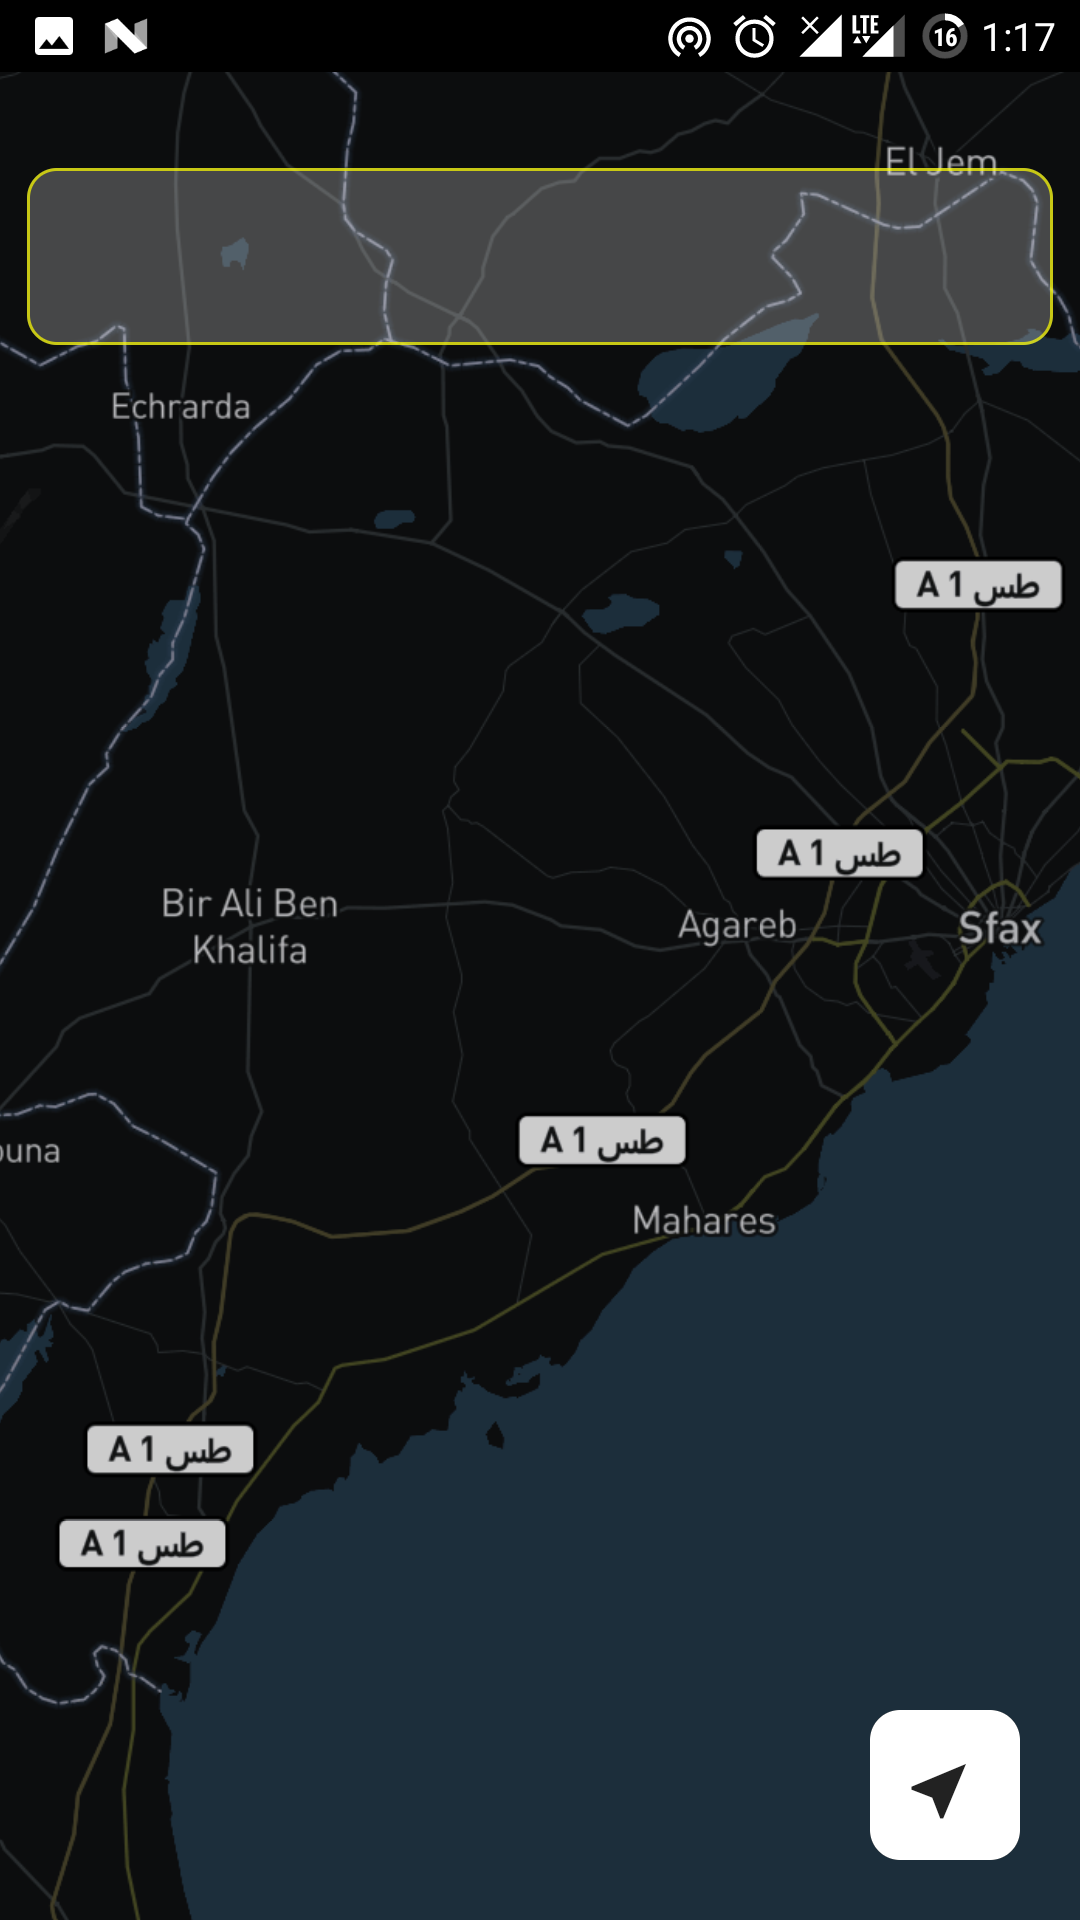 LTE
16
1:17
El Jem
Echrarda
A 1 طس
A 1 طس
Bir Ali Ben
Khalifa
Agareb
Sfax
A 1 طس
ouna
Mahares
A 1 طس
A 1 طس